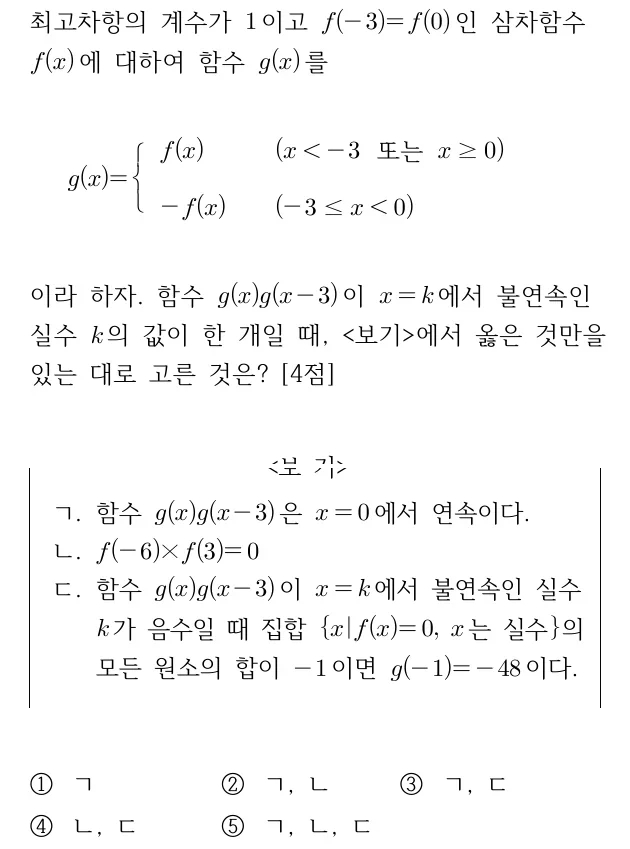 최고차항의 계수가 1이고 f(-3)=f(0)인 삼차함수
f(x)에 대하여 함수 g(x)를
g(x)={ f(x) (x<-3 또는 x≥0)
-f(x) (-3≤x<0)
이라 하자. 함수 g(x)g(x-3)이 x=k에서 불연속인
실수 k의 값이 한 개일 때, <보기>에서 옳은 것만을
있는 대로 고른 것은? [4점]
<보 기>
ㄱ. 함수 g(x)g(x-3)은 x=0에서 연속이다.
ㄴ. f(-6)×f(3)=0
ㄷ. 함수 g(x)g(x-3)이 x=k에서 불연속인 실수
k가 음수일 때 집합 {x|f(x)=0, x는 실수}의
모든 원소의 합이 -1이면 g(-1)=-48이다.
① ㄱ ② ㄱ, ㄴ ③ ㄱ, ㄷ
④ ㄴ, ㄷ ⑤ ㄱ, ㄴ, ㄷ